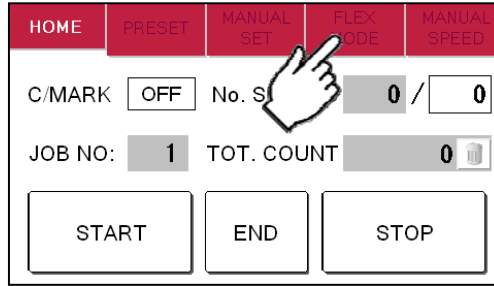 HOME PRESET MANUAL SET FLEX MODE MANUAL SPEED
C/MARK OFF No. S 0 / 0
JOB NO: 1 TOT. COUNT 0
START END STOP